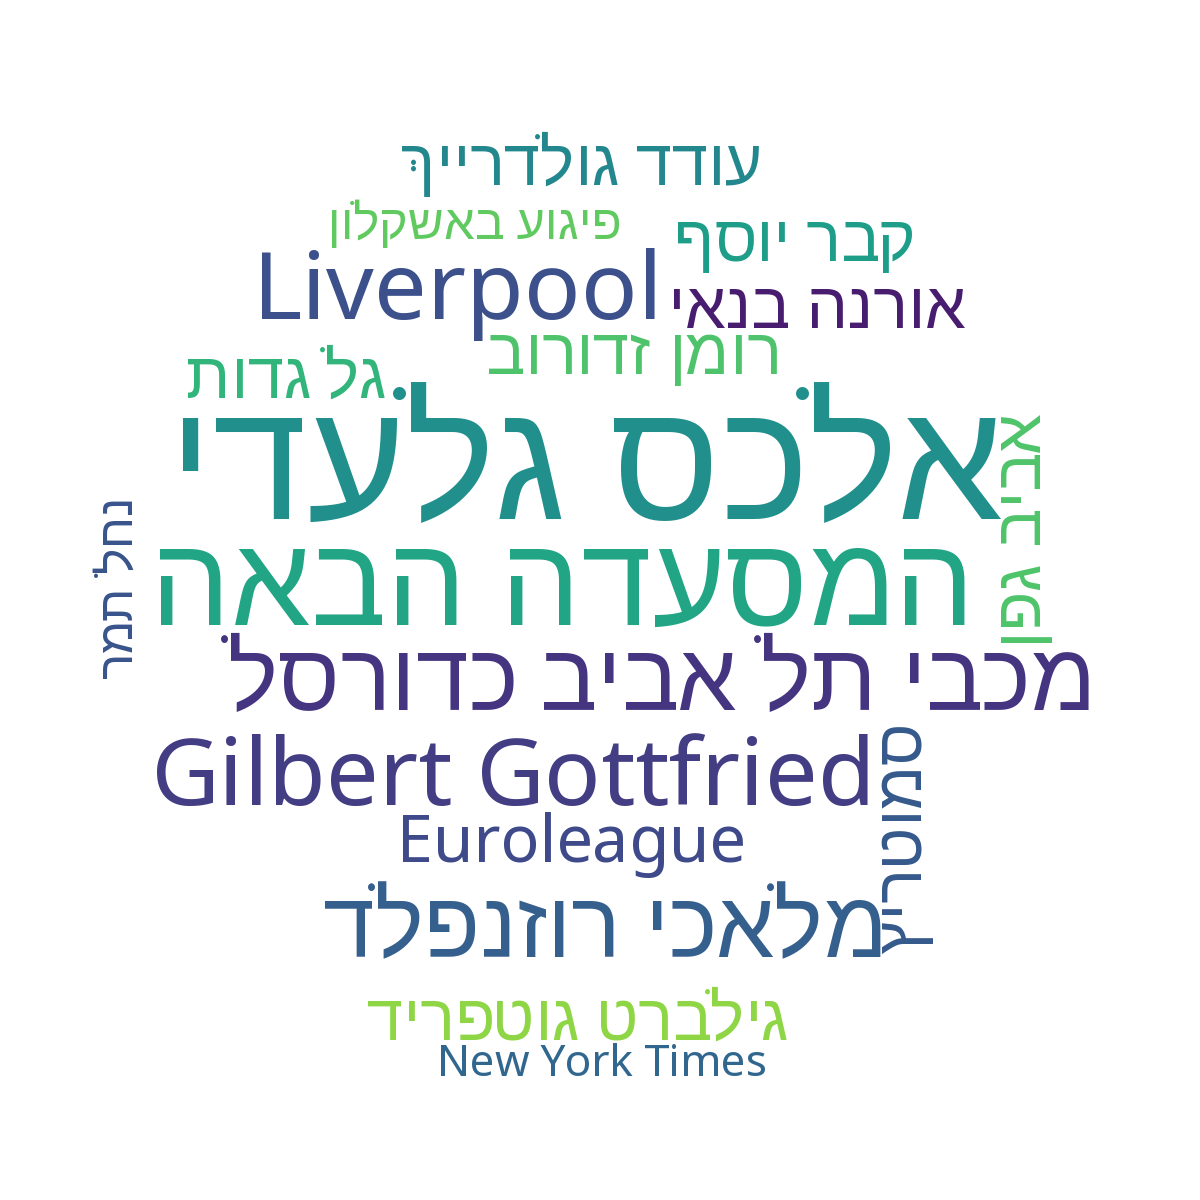 עודד גולדרייך
פיגוע באשקלון
קבר יוסף
Liverpool
אורנה בנאי
רומן זדורוב
גל גדות
אלכס גלעדי
אביב גפן
נחל תמר
המסעדה הבאה
מכבי תל אביב כדורסל
Gilbert Gottfried
סמוטריץ
Euroleague
מלאכי רוזנפלד
גילברט גוטפריד
New York Times